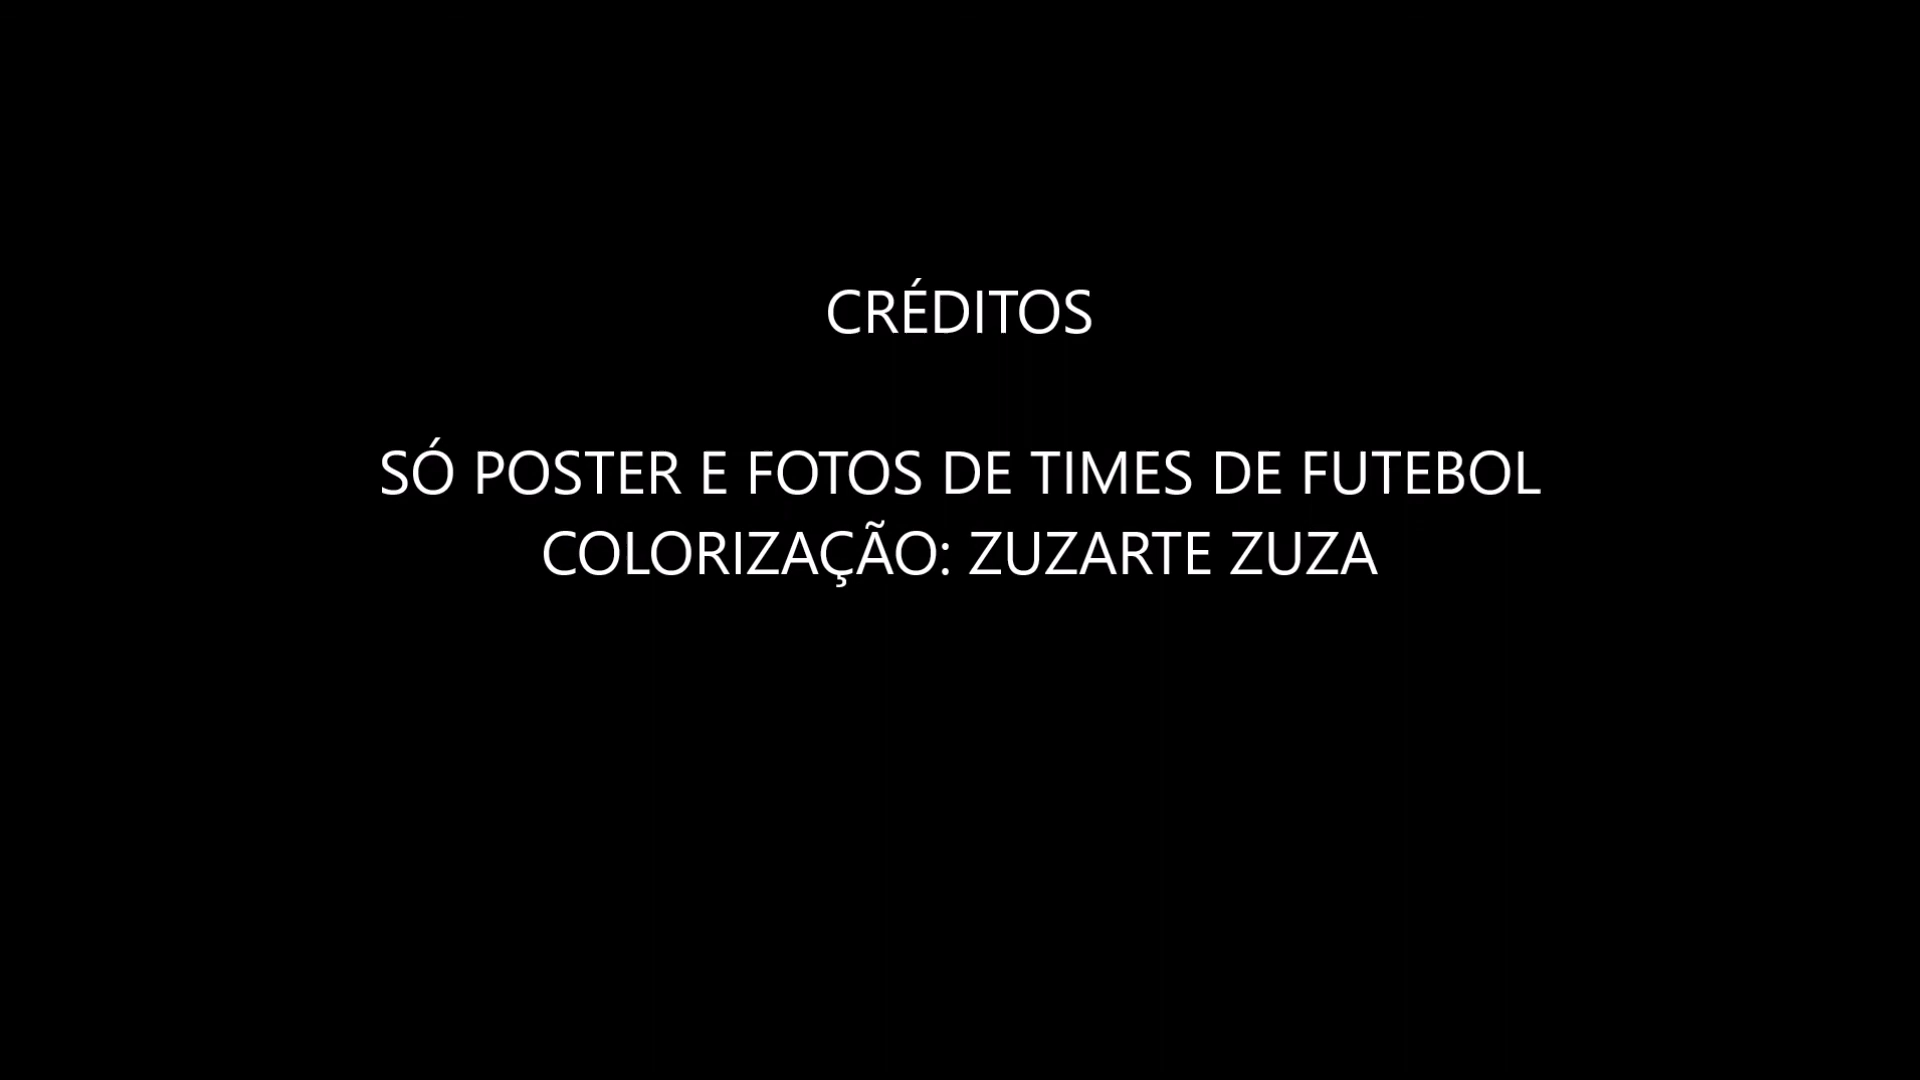 CRÉDITOS
SÓ POSTER E FOTOS DE TIMES DE FUTEBOL
COLORIZAÇÃO: ZUZARTE ZUZA